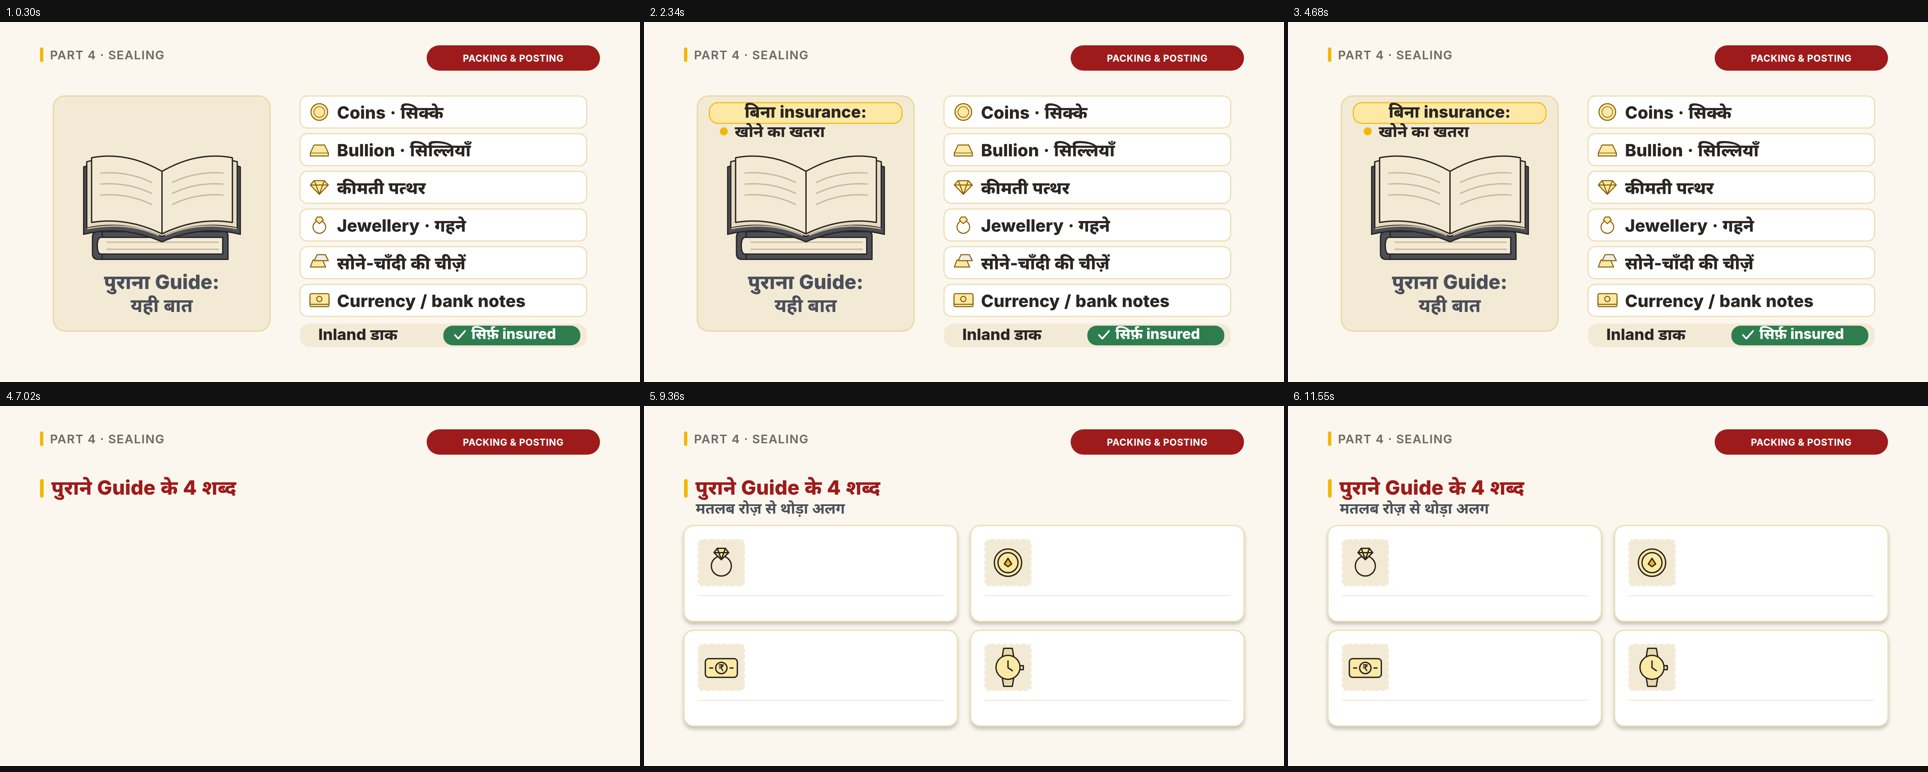 1. 0.30s
PART 4 · SEALING
PACKING & POSTING
पुराना Guide:
यही बात
Coins · सिक्के
Bullion · सिल्लियाँ
कीमती पत्थर
Jewellery · गहने
सोने-चाँदी की चीज़ें
Currency / bank notes
Inland डाक
सिर्फ़ insured
2. 2.34s
PART 4 · SEALING
PACKING & POSTING
बिना insurance:
खोने का खतरा
पुराना Guide:
यही बात
Coins · सिक्के
Bullion · सिल्लियाँ
कीमती पत्थर
Jewellery · गहने
सोने-चाँदी की चीज़ें
Currency / bank notes
Inland डाक
सिर्फ़ insured
3. 4.68s
PART 4 · SEALING
PACKING & POSTING
बिना insurance:
खोने का खतरा
पुराना Guide:
यही बात
Coins · सिक्के
Bullion · सिल्लियाँ
कीमती पत्थर
Jewellery · गहने
सोने-चाँदी की चीज़ें
Currency / bank notes
Inland डाक
सिर्फ़ insured
4. 7.02s
PART 4 · SEALING
PACKING & POSTING
पुराने Guide के 4 शब्द
5. 9.36s
PART 4 · SEALING
PACKING & POSTING
पुराने Guide के 4 शब्द
मतलब रोज़ से थोड़ा अलग
₹
6. 11.55s
PART 4 · SEALING
PACKING & POSTING
पुराने Guide के 4 शब्द
मतलब रोज़ से थोड़ा अलग
₹